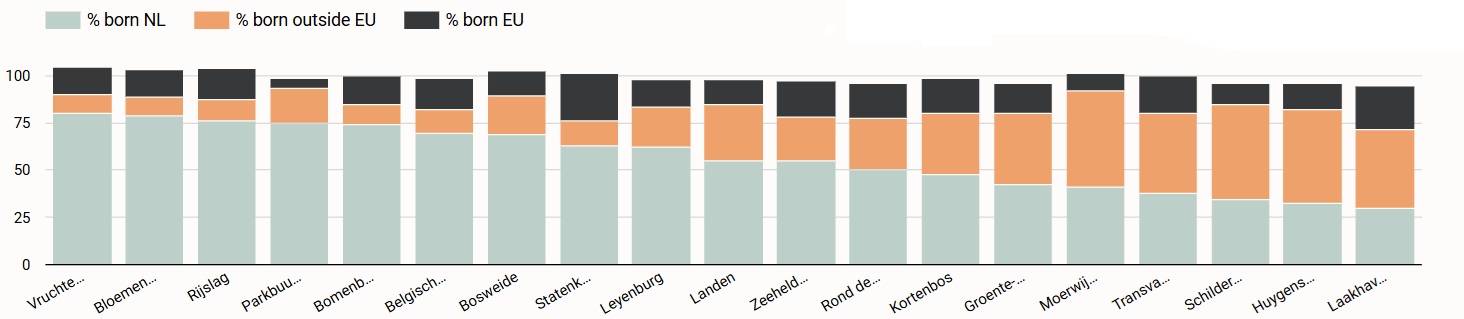 % born NL % born outside EU % born EU
100
75
50
25
0
Vruchte... Bloemen... Rijslag Parkbuu... Bomenb... Belgisch... Bosweide Statenk... Leyenburg Landen Zeeheld... Rond de... Kortenbos Groente-... Moerwij... Transva... Schilder... Huygens... Laakhav...